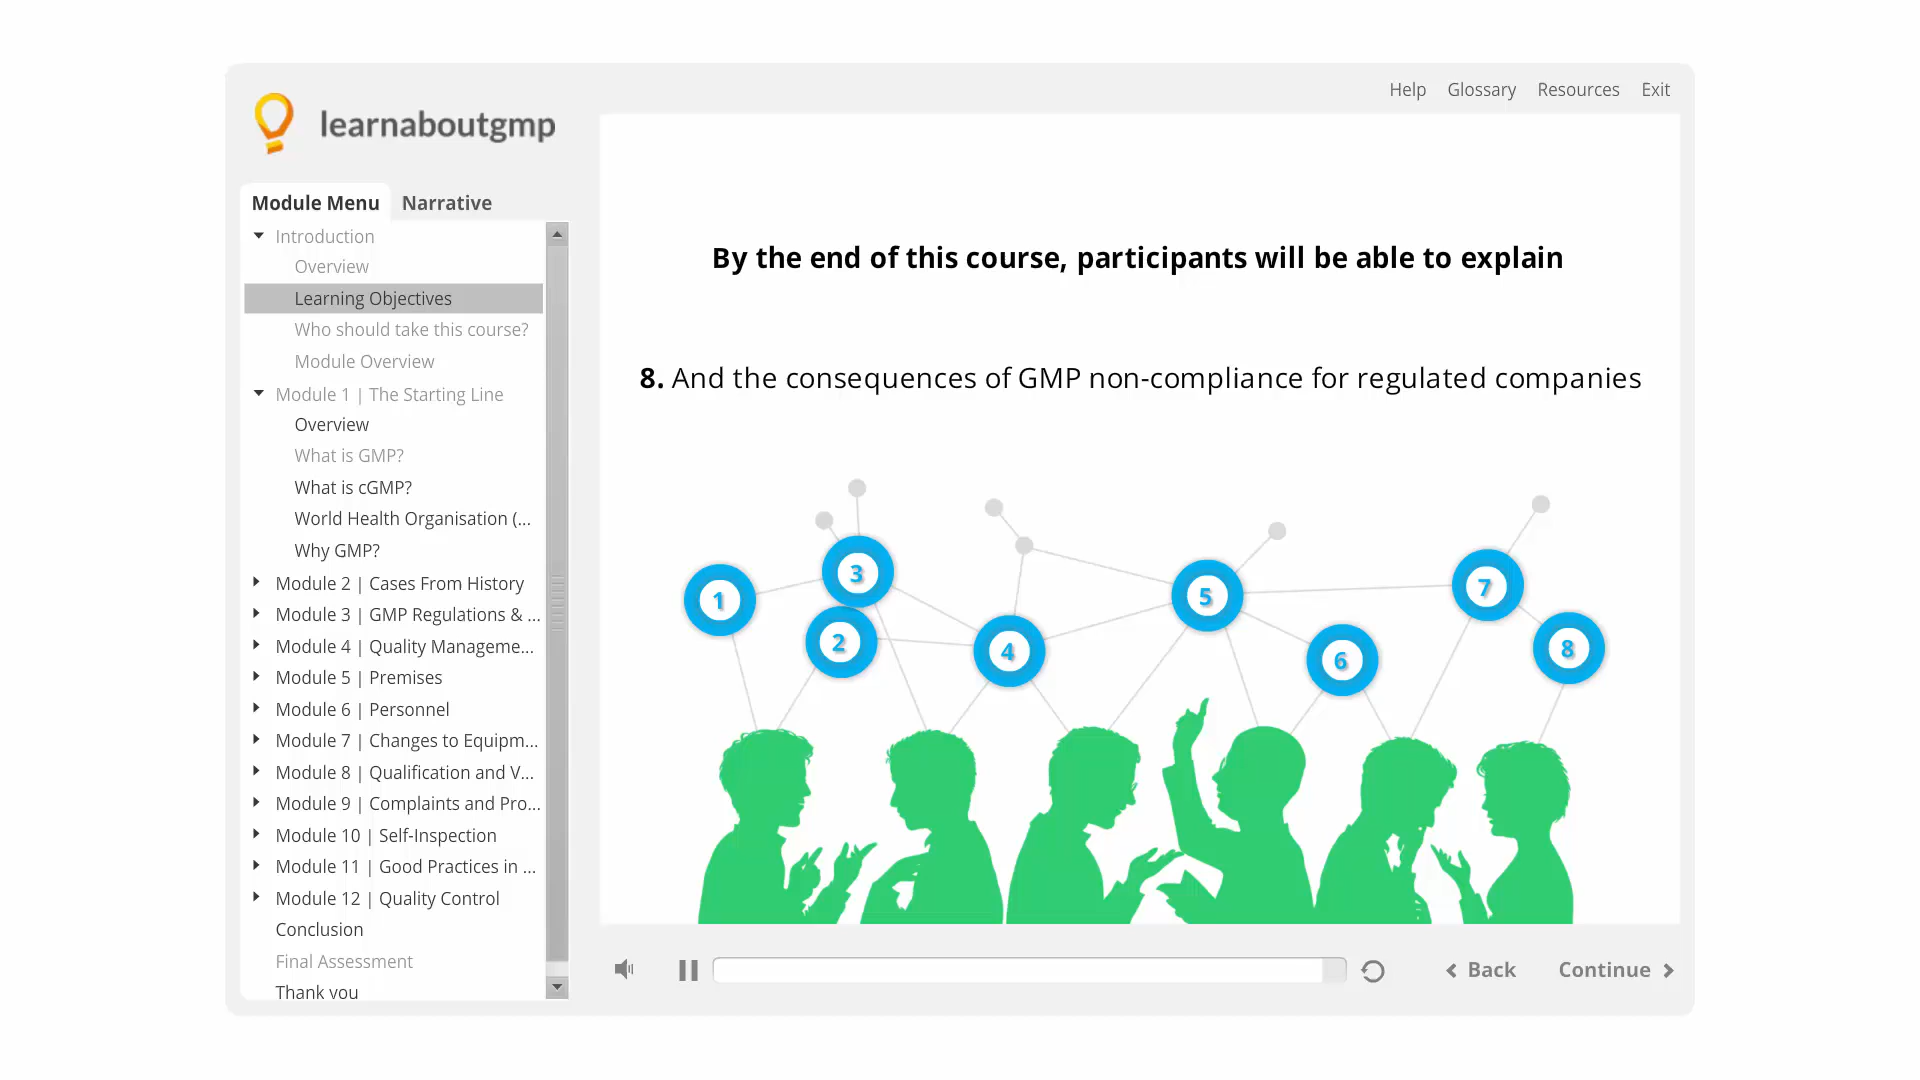 Help Glossary Resources Exit
learnaboutgmp
Module Menu Narrative
Introduction
Overview
Learning Objectives
Who should take this course?
Module Overview
Module 1 | The Starting Line
Overview
What is GMP?
What is cGMP?
World Health Organisation (...
Why GMP?
Module 2 | Cases From History
Module 3 | GMP Regulations & ...
Module 4 | Quality Manageme...
Module 5 | Premises
Module 6 | Personnel
Module 7 | Changes to Equipm...
Module 8 | Qualification and V...
Module 9 | Complaints and Pro...
Module 10 | Self-Inspection
Module 11 | Good Practices in ...
Module 12 | Quality Control
Conclusion
Final Assessment
Thank you
By the end of this course, participants will be able to explain
8. And the consequences of GMP non-compliance for regulated companies
1
2
3
4
5
6
7
8
Back Continue